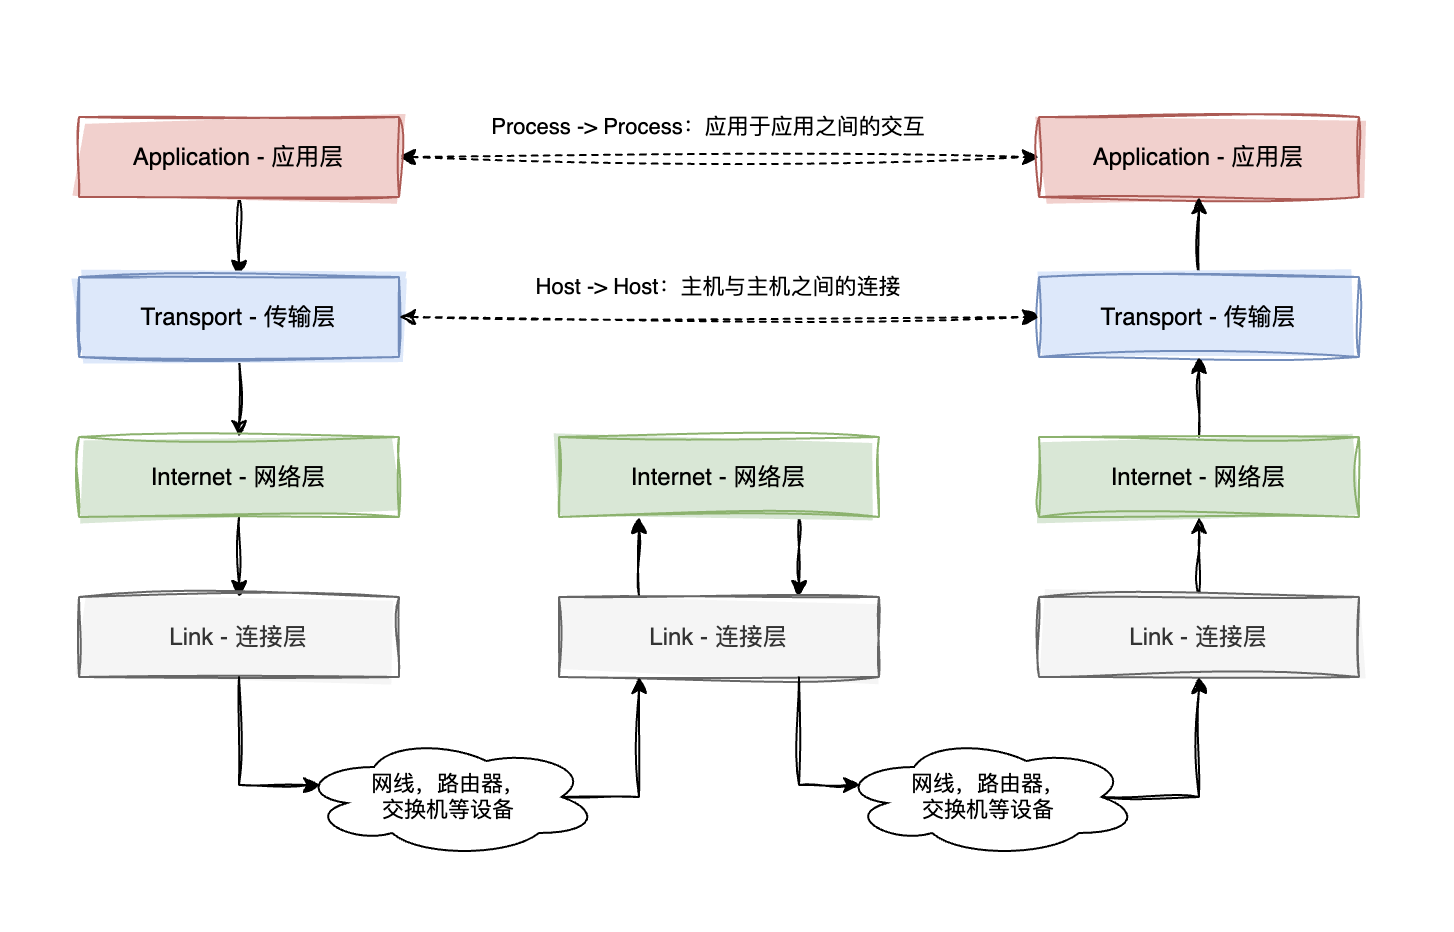 Process -> Process：应用于应用之间的交互
Application - 应用层
Application - 应用层
Host -> Host：主机与主机之间的连接
Transport - 传输层
Transport - 传输层
Internet - 网络层
Internet - 网络层
Internet - 网络层
Link - 连接层
Link - 连接层
Link - 连接层
网线，路由器，
交换机等设备
网线，路由器，
交换机等设备